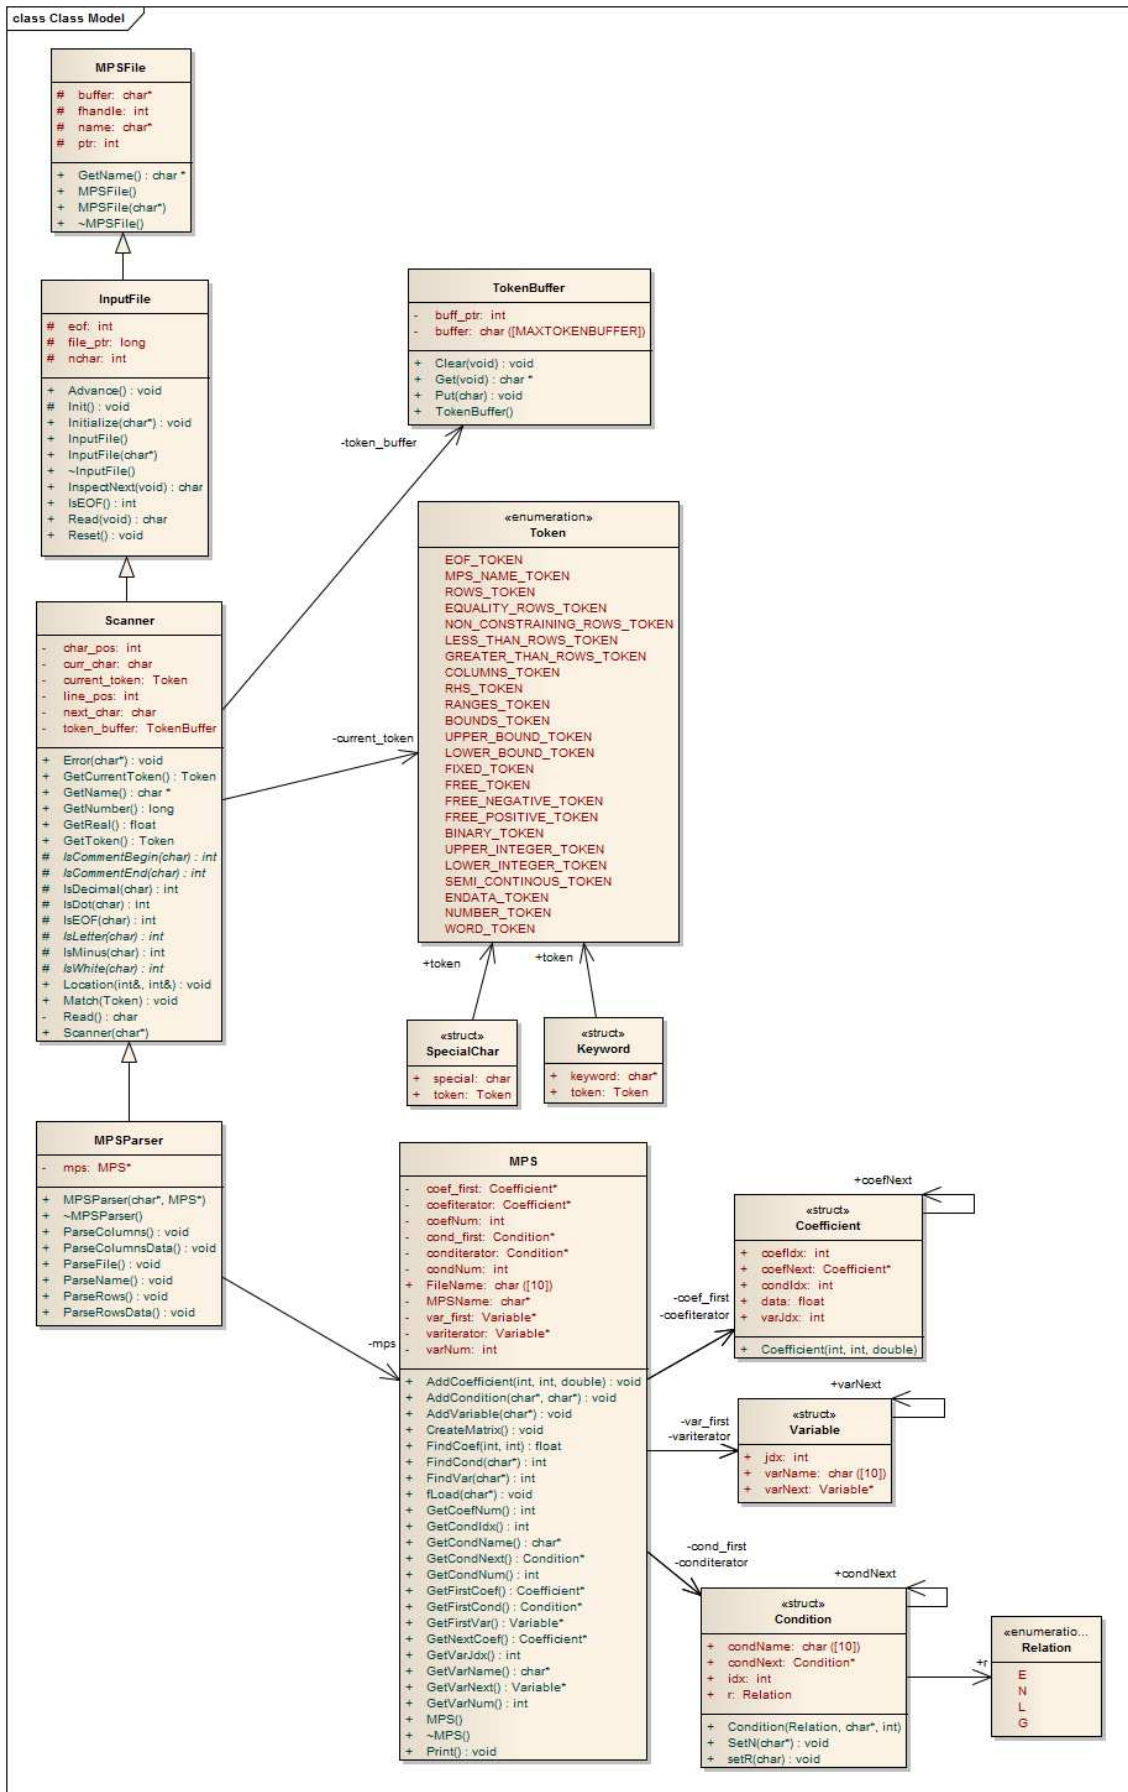 class Class Model
MPSFile
# buffer: char*
# fhandle: int
# name: char*
# ptr: int
+ GetName() : char *
+ MPSFile()
+ MPSFile(char*)
+ ~MPSFile()
InputFile
# eof: int
# file_ptr: long
# nchar: int
+ Advance() : void
# Init() : void
+ Initialize(char*) : void
+ InputFile()
+ InputFile(char*)
+ ~InputFile()
+ InspectNext(void) : char
+ IsEOF() : int
+ Read(void) : char
+ Reset() : void
TokenBuffer
- buff_ptr: int
- buffer: char ([MAXTOKENBUFFER])
+ Clear(void) : void
+ Get(void) : char *
+ Put(char) : void
+ TokenBuffer()
-token_buffer
«enumeration»
Token
EOF_TOKEN
MPS_NAME_TOKEN
ROWS_TOKEN
EQUALITY_ROWS_TOKEN
NON_CONSTRAINING_ROWS_TOKEN
LESS_THAN_ROWS_TOKEN
GREATER_THAN_ROWS_TOKEN
COLUMNS_TOKEN
RHS_TOKEN
RANGES_TOKEN
BOUNDS_TOKEN
UPPER_BOUND_TOKEN
LOWER_BOUND_TOKEN
FIXED_TOKEN
FREE_TOKEN
FREE_NEGATIVE_TOKEN
FREE_POSITIVE_TOKEN
BINARY_TOKEN
UPPER_INTEGER_TOKEN
LOWER_INTEGER_TOKEN
SEMI_CONTINOUS_TOKEN
ENDATA_TOKEN
NUMBER_TOKEN
WORD_TOKEN
-current_token
Scanner
- char_pos: int
- curr_char: char
- current_token: Token
- line_pos: int
- next_char: char
- token_buffer: TokenBuffer
+ Error(char*) : void
+ GetCurrentToken() : Token
+ GetName() : char *
+ GetNumber() : long
+ GetReal() : float
+ GetToken() : Token
# IsCommentBegin(char) : int
# IsCommentEnd(char) : int
# IsDecimal(char) : int
# IsDot(char) : int
# IsEOF(char) : int
# IsLetter(char) : int
# IsMinus(char) : int
# IsWhite(char) : int
+ Location(int&, int&) : void
+ Match(Token) : void
- Read() : char
+ Scanner(char*)
+token
+token
«struct»
SpecialChar
+ special: char
+ token: Token
«struct»
Keyword
+ keyword: char*
+ token: Token
MPSParser
- mps: MPS*
+ MPSParser(char*, MPS*)
+ ~MPSParser()
+ ParseColumns() : void
+ ParseColumnsData() : void
+ ParseFile() : void
+ ParseName() : void
+ ParseRows() : void
+ ParseRowsData() : void
-mps
MPS
- coef_first: Coefficient*
- coefiterator: Coefficient*
- coefNum: int
- cond_first: Condition*
- conditerator: Condition*
- condNum: int
+ FileName: char ([10])
- MPSName: char*
- var_first: Variable*
- variterator: Variable*
- varNum: int
+ AddCoefficient(int, int, double) : void
+ AddCondition(char*, char*) : void
+ AddVariable(char*) : void
+ CreateMatrix() : void
+ FindCoef(int, int) : float
+ FindCond(char*) : int
+ FindVar(char*) : int
+ fLoad(char*) : void
+ GetCoefNum() : int
+ GetCondIdx() : int
+ GetCondName() : char*
+ GetCondNext() : Condition*
+ GetCondNum() : int
+ GetFirstCoef() : Coefficient*
+ GetFirstCond() : Condition*
+ GetFirstVar() : Variable*
+ GetNextCoef() : Coefficient*
+ GetVarJdx() : int
+ GetVarName() : char*
+ GetVarNext() : Variable*
+ GetVarNum() : int
+ MPS()
+ ~MPS()
+ Print() : void
+coefNext
«struct»
Coefficient
+ coefIdx: int
+ coefNext: Coefficient*
+ condIdx: int
+ data: float
+ varJdx: int
+ Coefficient(int, int, double)
-coef_first
-coefiterator
+varNext
«struct»
Variable
+ jdx: int
+ varName: char ([10])
+ varNext: Variable*
-var_first
-variterator
-cond_first
-conditerator
+condNext
«struct»
Condition
+ condName: char ([10])
+ condNext: Condition*
+ idx: int
+ r: Relation
+ Condition(Relation, char*, int)
+ SetN(char*) : void
+ setR(char) : void
+r
«enumeratio...
Relation
E
N
L
G